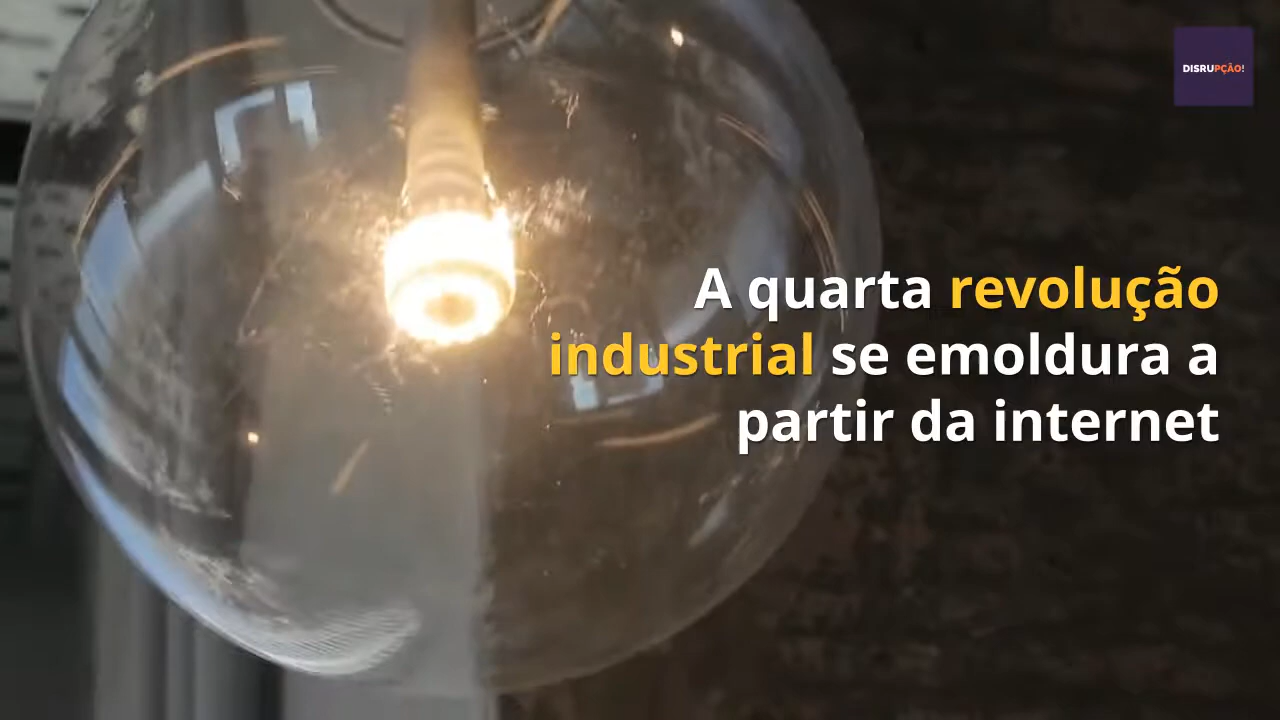 DISRUPÇÃO!
A quarta revolução
industrial se emoldura a
partir da internet